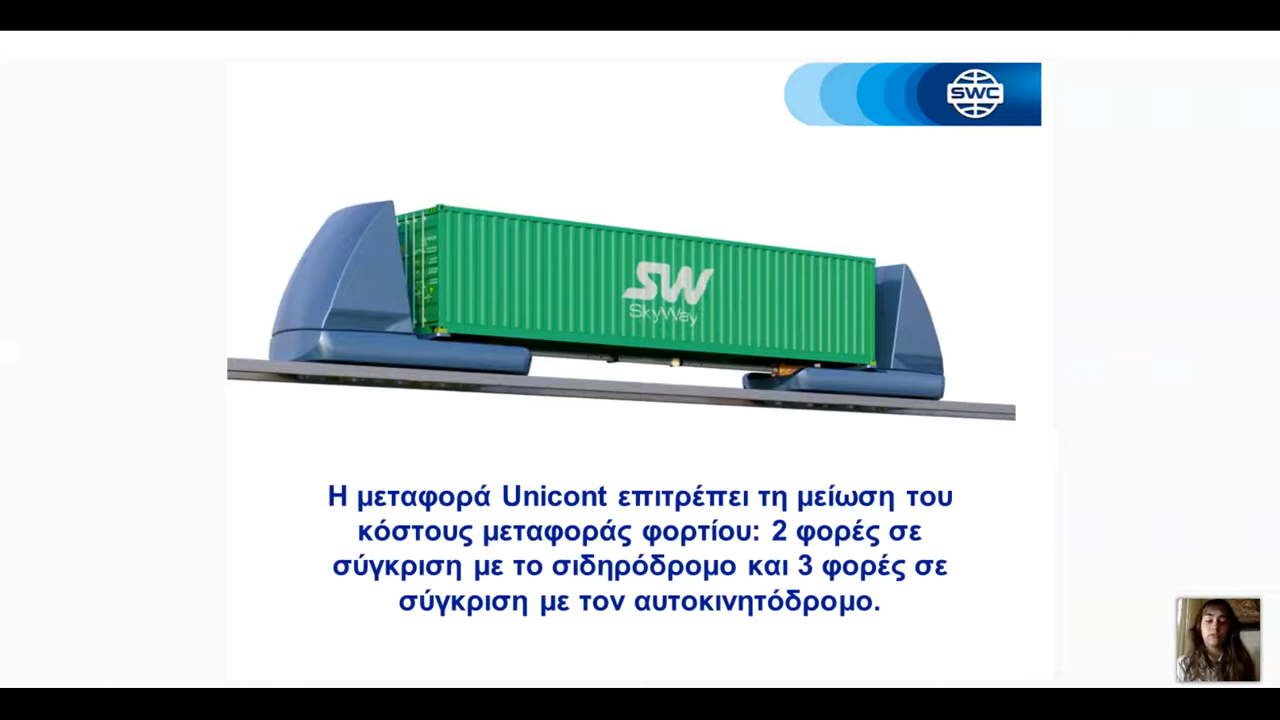 SWC
SW
SkyWay
Η μεταφορά Unicont επιτρέπει τη μείωση του
κόστους μεταφοράς φορτίου: 2 φορές σε
σύγκριση με το σιδηρόδρομο και 3 φορές σε
σύγκριση με τον αυτοκινητόδρομο.